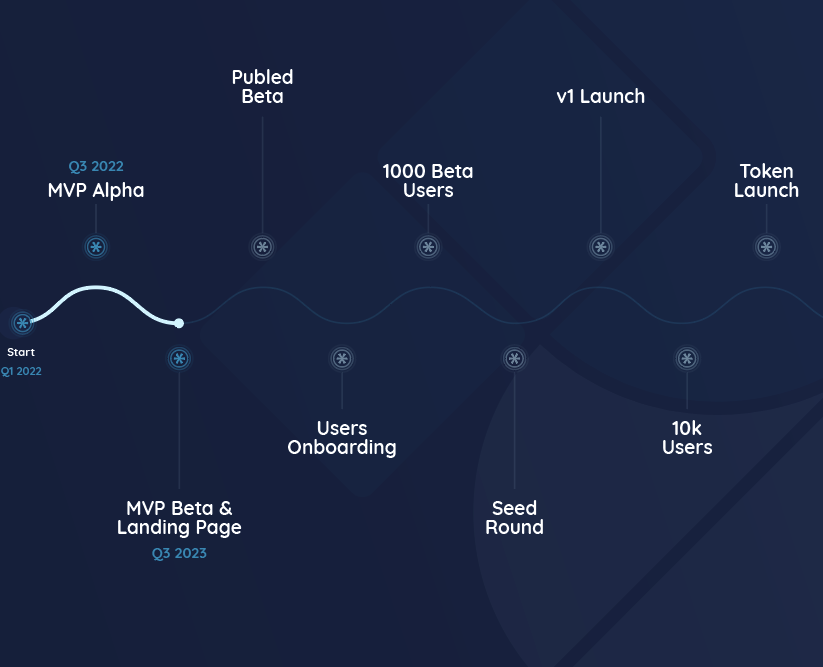 Start
Q1 2022
Q3 2022
MVP Alpha
MVP Beta &
Landing Page
Q3 2023
Publed
Beta
Users
Onboarding
1000 Beta
Users
Seed
Round
v1 Launch
10k
Users
Token
Launch